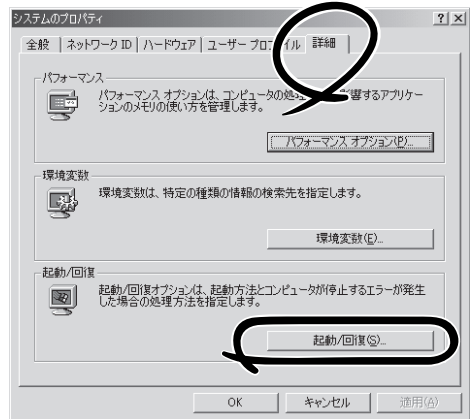 システムのプロパティ
全般 ネットワーク ID ハードウェア ユーザー プロ イル 詳細
パフォーマンス
パフォーマンス オプションは、コンピュータの処 響するアプリケー
ションのメモリの使い方を管理します。
パフォーマンス オプション(P)...
環境変数
環境変数は、特定の種類の情報の検索先を指定します。
環境変数(E)...
起動/回復
起動/回復オプションは、起動方法とコンピュータが停止するエラーが発生
した場合の処理方法を指定します。
起動/回復(S)...
OK キャンセル 適用(A)